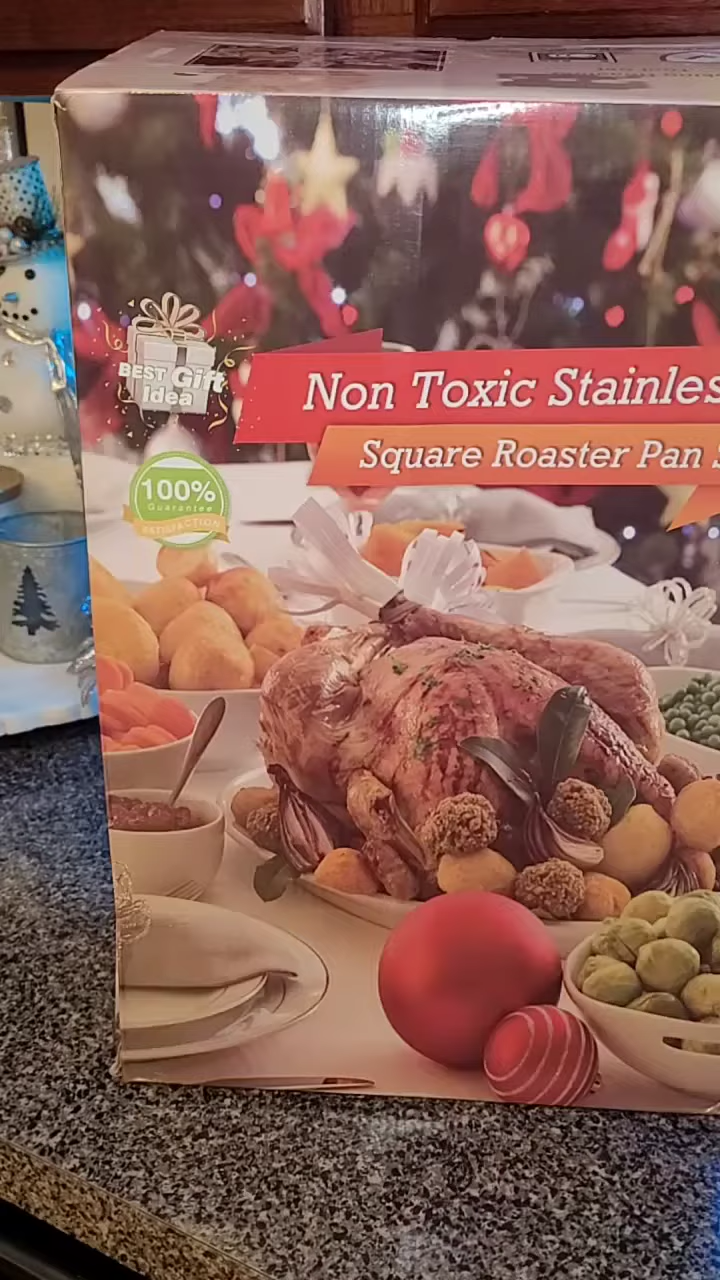 Non Toxic Stainles
BEST Gift
Idea
Square Roaster Pan
100%
Guarantee
SATISFACTION